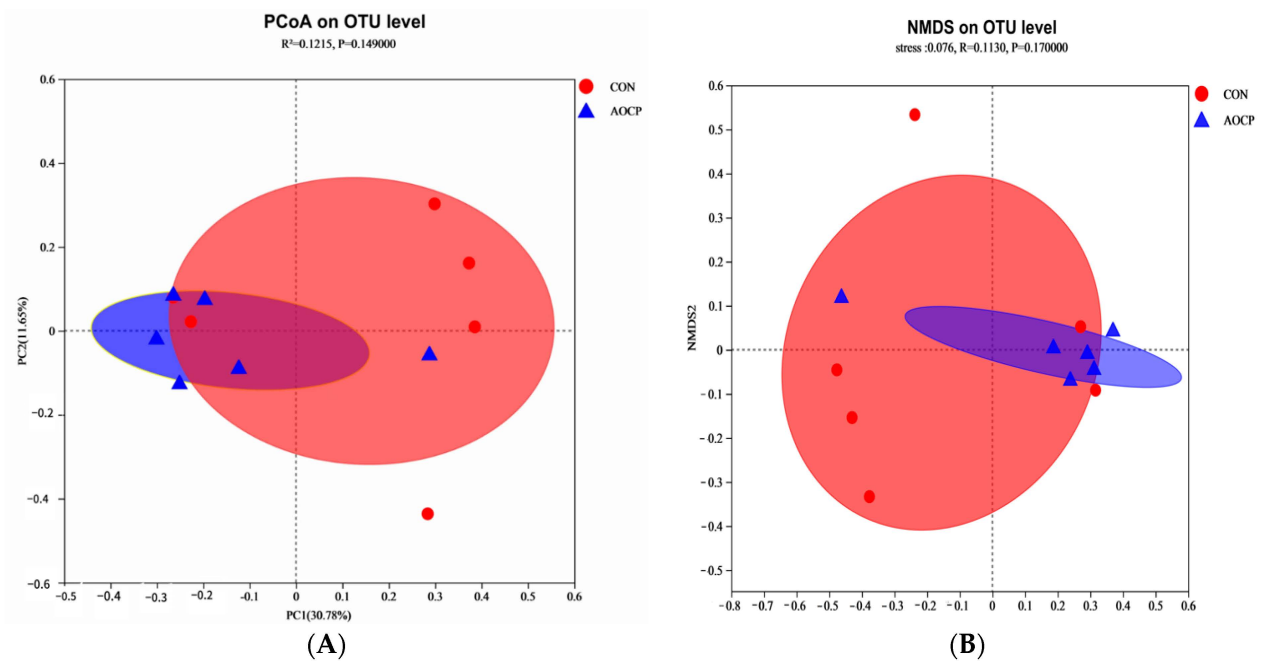 PCoA on OTU level
R²=0.1215, P=0.149000
0.6
0.4
0.2
0
−0.2
−0.4
−0.6
PC2(11.65%)
−0.5 −0.4 −0.3 −0.2 −0.1 0 0.1 0.2 0.3 0.4 0.5 0.6
PC1(30.78%)
CON
AOCP
(A)
NMDS on OTU level
stress :0.076, R=0.1130, P=0.170000
0.6
0.5
0.4
0.3
0.2
0.1
0
−0.1
−0.2
−0.3
−0.4
−0.5
NMDS2
−0.8 −0.7 −0.6 −0.5 −0.4 −0.3 −0.2 −0.1 0 0.1 0.2 0.3 0.4 0.5 0.6
CON
AOCP
(B)